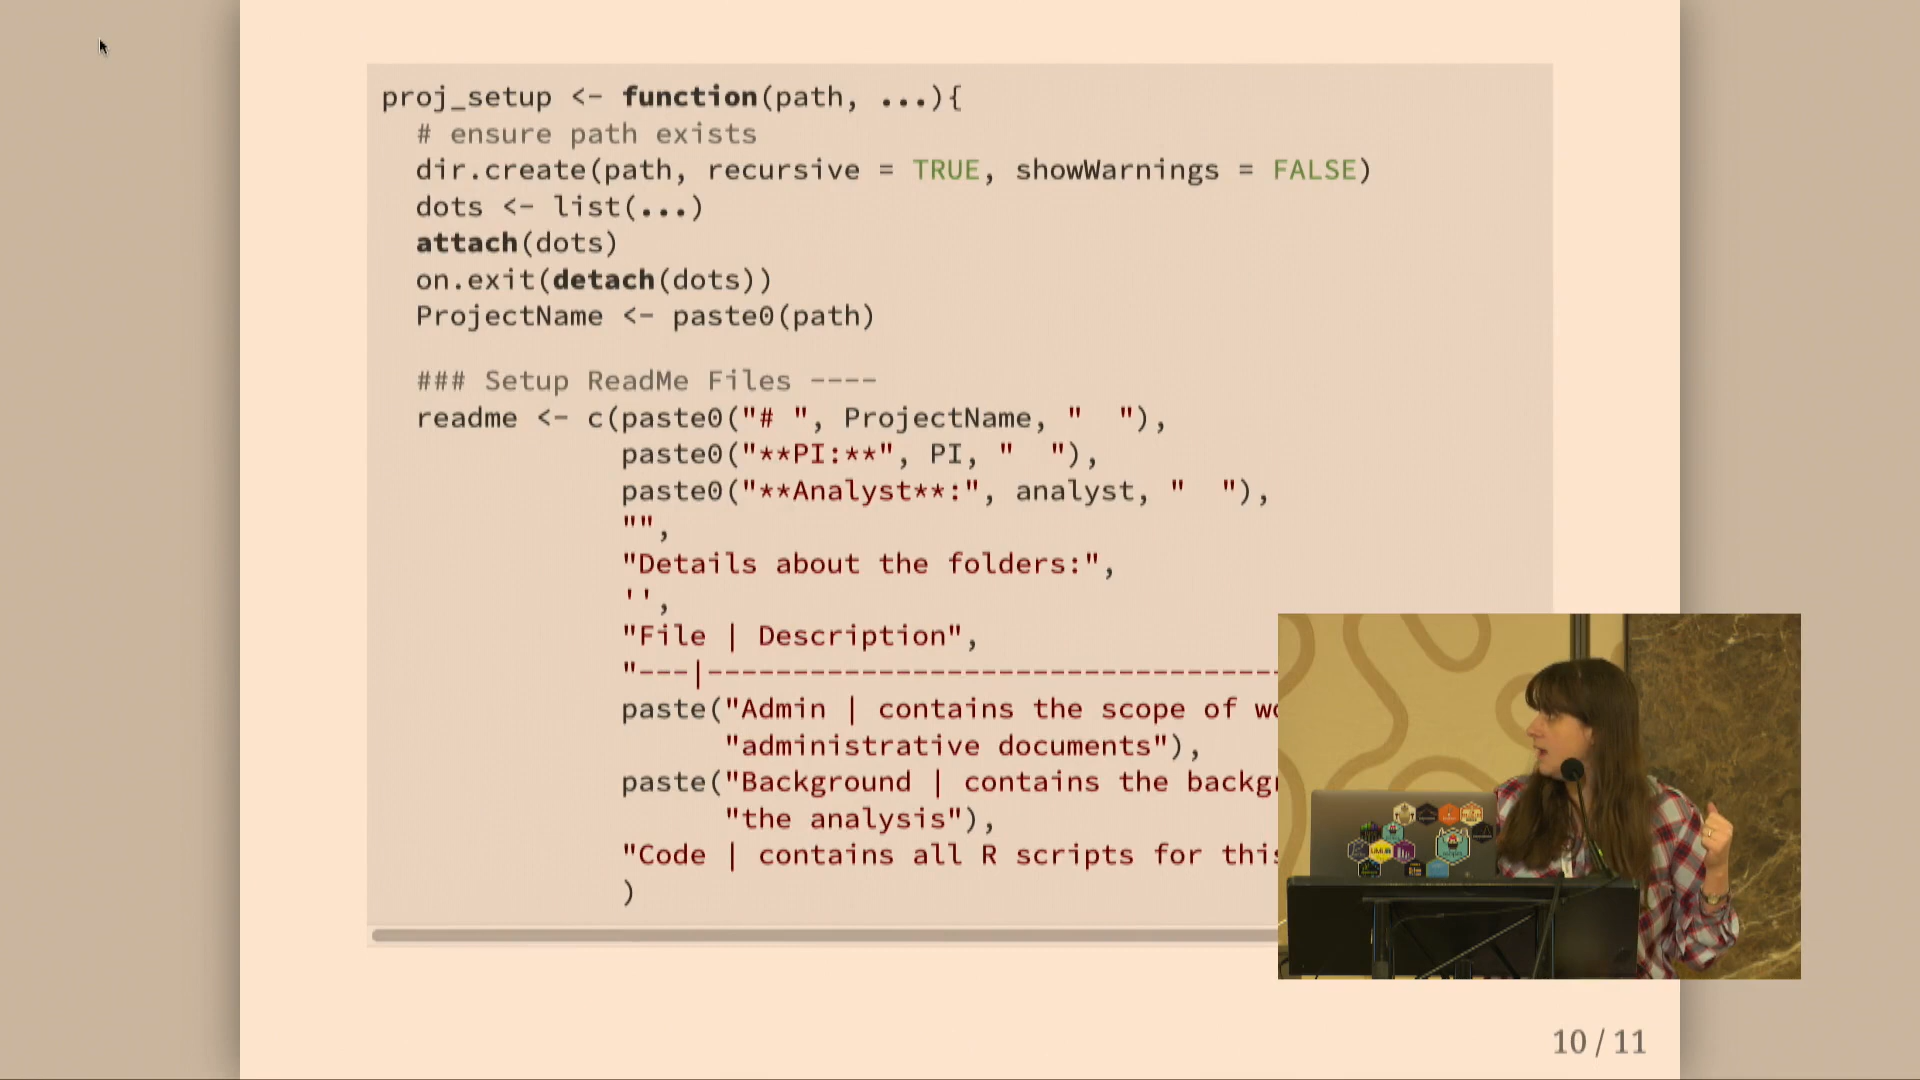 proj_setup <- function(path, ...){
  # ensure path exists
  dir.create(path, recursive = TRUE, showWarnings = FALSE)
  dots <- list(...)
  attach(dots)
  on.exit(detach(dots))
  ProjectName <- paste0(path)
  ### Setup ReadMe Files ----
  readme <- c(paste0("# ", ProjectName, "  "),
              paste0("**PI:**", PI, "  "),
              paste0("**Analyst**:", analyst, "  "),
              "",
              "Details about the folders:",
              '',
              "File | Description",
              "---|----------------------------------
              paste("Admin | contains the scope of
                    "administrative documents"),
              paste("Background | contains the
                    "the analysis"),
              "Code | contains all R scripts for this
              )
10 / 11